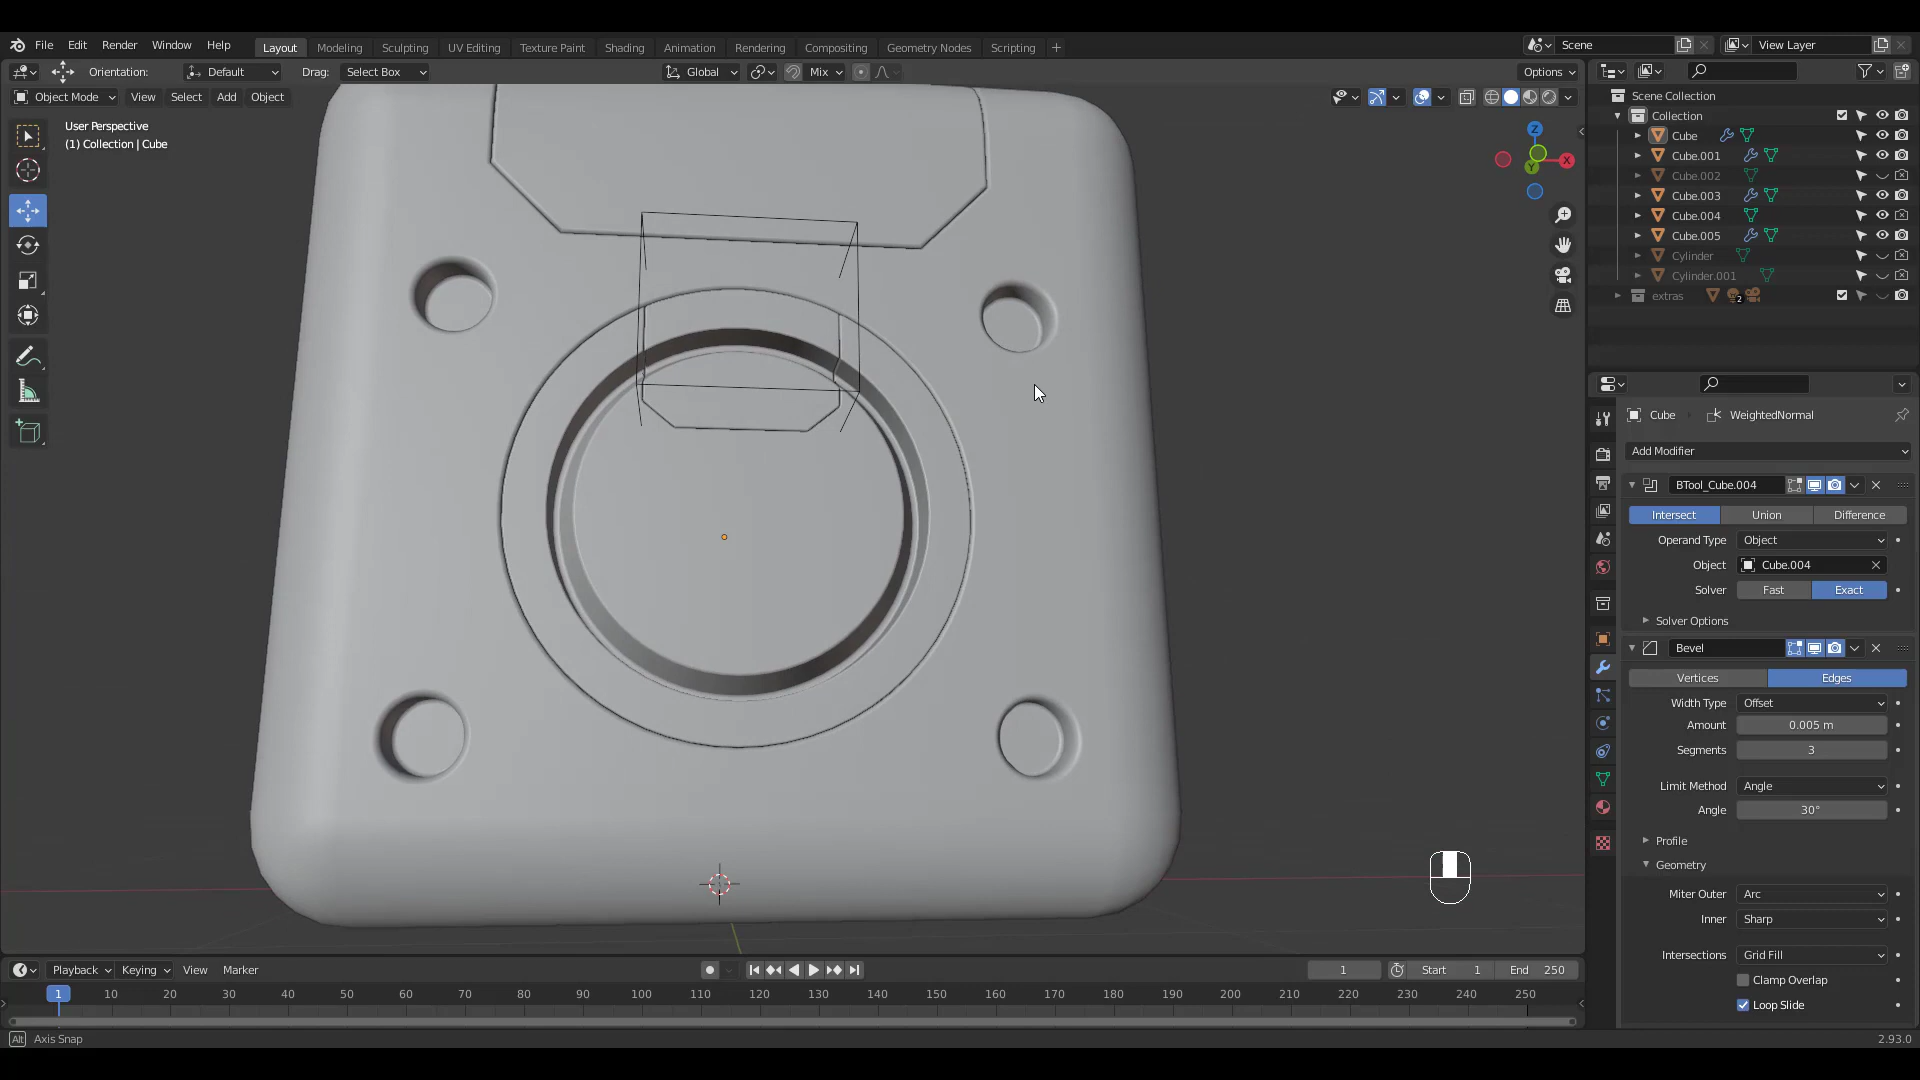 File Edit Render Window Help Layout Modeling Sculpting UV Editing Texture Paint Shading Animation Rendering Compositing Geometry Nodes Scripting + Scene View Layer
Orientation: Default Drag: Select Box Global Mix Options
Object Mode View Select Add Object
User Perspective
(1) Collection | Cube
Z
X
Y
Scene Collection
Collection
Cube
Cube.001
Cube.002
Cube.003
Cube.004
Cube.005
Cylinder
Cylinder.001
extras 2
Cube WeightedNormal
Add Modifier
BTool_Cube.004
Intersect Union Difference
Operand Type Object
Object Cube.004
Solver Fast Exact
Solver Options
Bevel
Vertices Edges
Width Type Offset
Amount 0.005 m
Segments 3
Limit Method Angle
Angle 30°
Profile
Geometry
Miter Outer Arc
Inner Sharp
Intersections Grid Fill
Clamp Overlap
Loop Slide
Playback Keying View Marker 1 Start 1 End 250
1 10 20 30 40 50 60 70 80 90 100 110 120 130 140 150 160 170 180 190 200 210 220 230 240 250
Alt Axis Snap 2.93.0